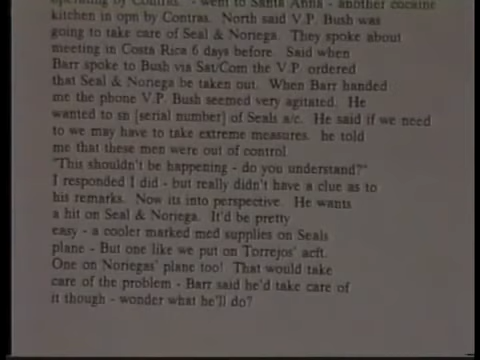 operating by Contras. - went to Santa Anna - another cocaine
kitchen in opn by Contras. North said V.P. Bush was
going to take care of Seal & Noriega. They spoke about
meeting in Costa Rica 6 days before. Said when
Barr spoke to Bush via Sat/Com the V.P. ordered
that Seal & Noriega be taken out. When Barr handed
me the phone V.P. Bush seemed very agitated. He
wanted to sn [serial number] of Seals a/c. He said if we need
to we may have to take extreme measures. he told
me that these men were out of control.
"This shouldn't be happening - do you understand?"
I responded I did - but really didn't have a clue as to
his remarks. Now its into perspective. He wants
a hit on Seal & Noriega. It'd be pretty
easy - a cooler marked med supplies on Seals
plane - But one like we put on Torrejos' acft.
One on Noriegas' plane too! That would take
care of the problem - Barr said he'd take care of
it though - wonder what he'll do?